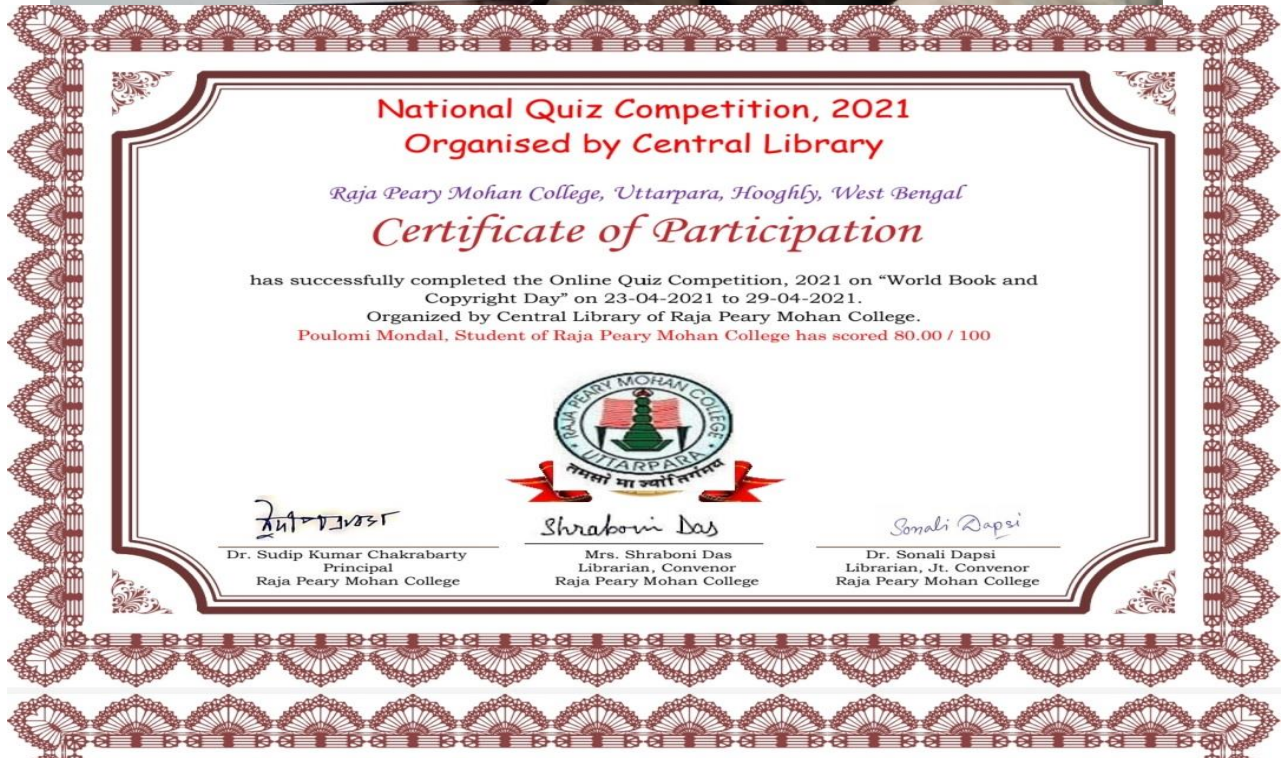 National Quiz Competition, 2021
Organised by Central Library
Raja Peary Mohan College, Uttarpara, Hooghly, West Bengal
Certificate of Participation
has successfully completed the Online Quiz Competition, 2021 on “World Book and
Copyright Day” on 23-04-2021 to 29-04-2021.
Organized by Central Library of Raja Peary Mohan College.
Poulomi Mondal, Student of Raja Peary Mohan College has scored 80.00 / 100
RAJA PEARY MOHAN COLLEGE
UTTARPARA
Shraboni Das
Sonali Dapsi
Dr. Sudip Kumar Chakrabarty
Principal
Raja Peary Mohan College
Mrs. Shraboni Das
Librarian, Convenor
Raja Peary Mohan College
Dr. Sonali Dapsi
Librarian, Jt. Convenor
Raja Peary Mohan College